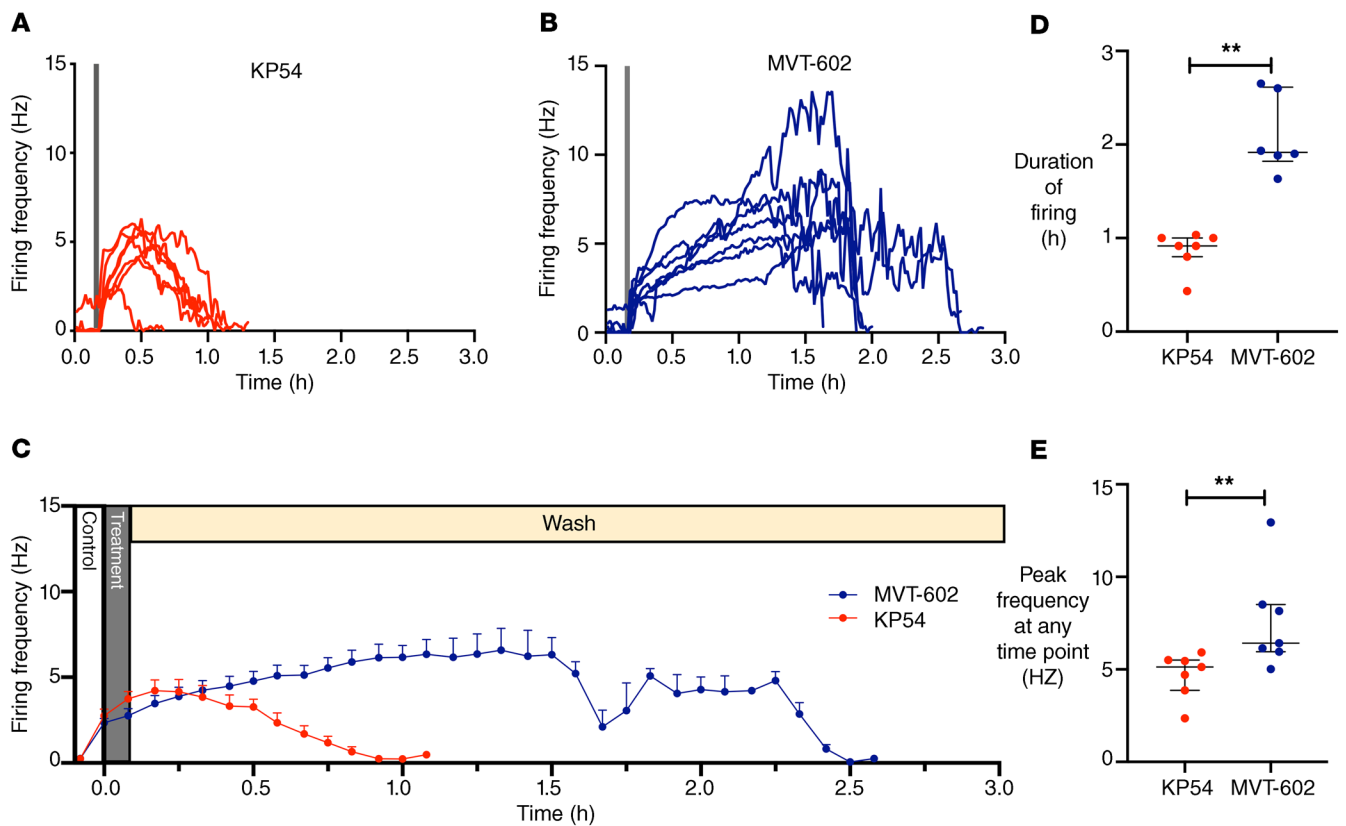 A
KP54
15
10
5
0
Firing frequency (Hz)
0.0 0.5 1.0 1.5 2.0 2.5 3.0
Time (h)
B
MVT-602
15
10
5
0
Firing frequency (Hz)
0.0 0.5 1.0 1.5 2.0 2.5 3.0
Time (h)
D
**
3
2
1
0
Duration
of
firing
(h)
KP54 MVT-602
C
15
10
5
0
Firing frequency (Hz)
Control
Treatment
Wash
MVT-602
KP54
0.0 0.5 1.0 1.5 2.0 2.5 3.0
Time (h)
E
**
15
10
5
0
Peak
frequency
at any
time point
(HZ)
KP54 MVT-602